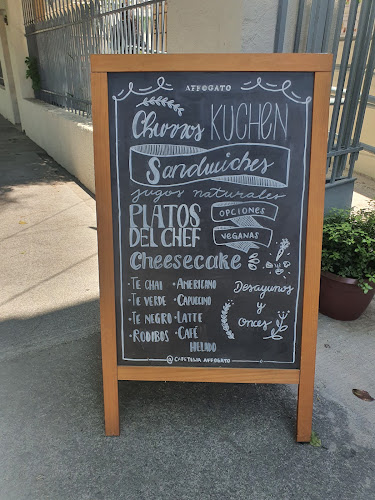 AFFOGATO
Churros KUCHEN
Sandwiches
jugos naturales
PLATOS
DEL CHEF
OPCIONES
VEGANAS
Cheesecake
· TE CHAI
· TE VERDE
· TE NEGRO
· ROOIBOS
· AMERICANO
· CAPUCCINO
· LATTE
· CAFÉ
HELADO
Desayunos
y
Onces
@CAFETERIA AFFOGATO